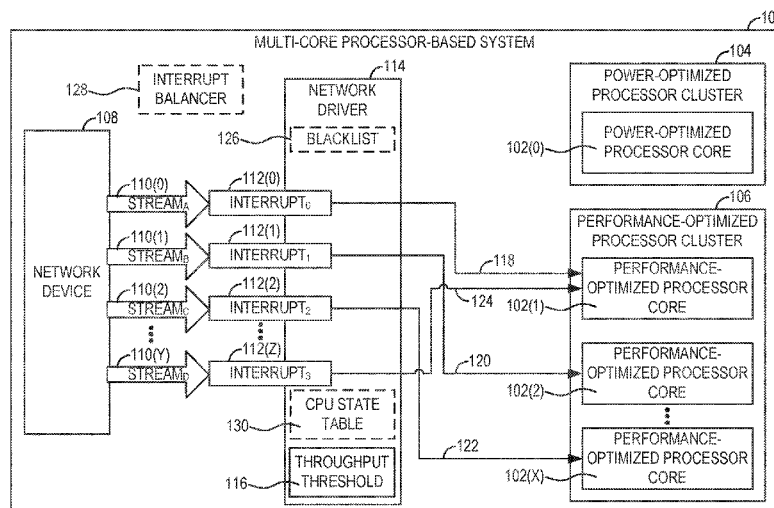 10
MULTI-CORE PROCESSOR-BASED SYSTEM
128
INTERRUPT
BALANCER
108
NETWORK
DEVICE
110(0)
STREAMA
110(1)
STREAMB
110(2)
STREAMC
110(Y)
STREAMD
114
NETWORK
DRIVER
126
BLACKLIST
112(0)
INTERRUPT0
112(1)
INTERRUPT1
112(2)
INTERRUPT2
112(Z)
INTERRUPT3
130
CPU STATE
TABLE
116
THROUGHPUT
THRESHOLD
118
124
120
122
104
POWER-OPTIMIZED
PROCESSOR CLUSTER
102(0)
POWER-OPTIMIZED
PROCESSOR CORE
106
PERFORMANCE-OPTIMIZED
PROCESSOR CLUSTER
PERFORMANCE-
OPTIMIZED PROCESSOR
CORE
102(1)
PERFORMANCE-
OPTIMIZED PROCESSOR
CORE
102(2)
PERFORMANCE-
OPTIMIZED PROCESSOR
CORE
102(X)